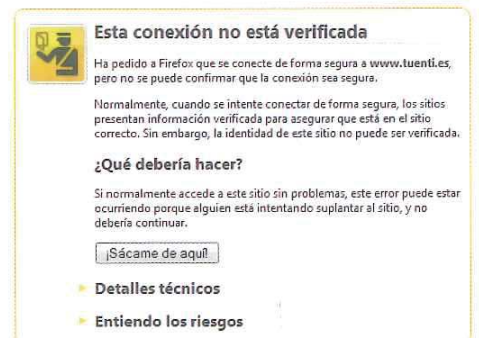 Esta conexión no está verificada
Ha pedido a Firefox que se conecte de forma segura a www.tuenti.es,
pero no se puede confirmar que la conexión sea segura.
Normalmente, cuando se intente conectar de forma segura, los sitios
presentan información verificada para asegurar que está en el sitio
correcto. Sin embargo, la identidad de este sitio no puede ser verificada.
¿Qué debería hacer?
Si normalmente accede a este sitio sin problemas, este error puede estar
ocurriendo porque alguien está intentando suplantar al sitio, y no
debería continuar.
¡Sácame de aquí!
Detalles técnicos
Entiendo los riesgos